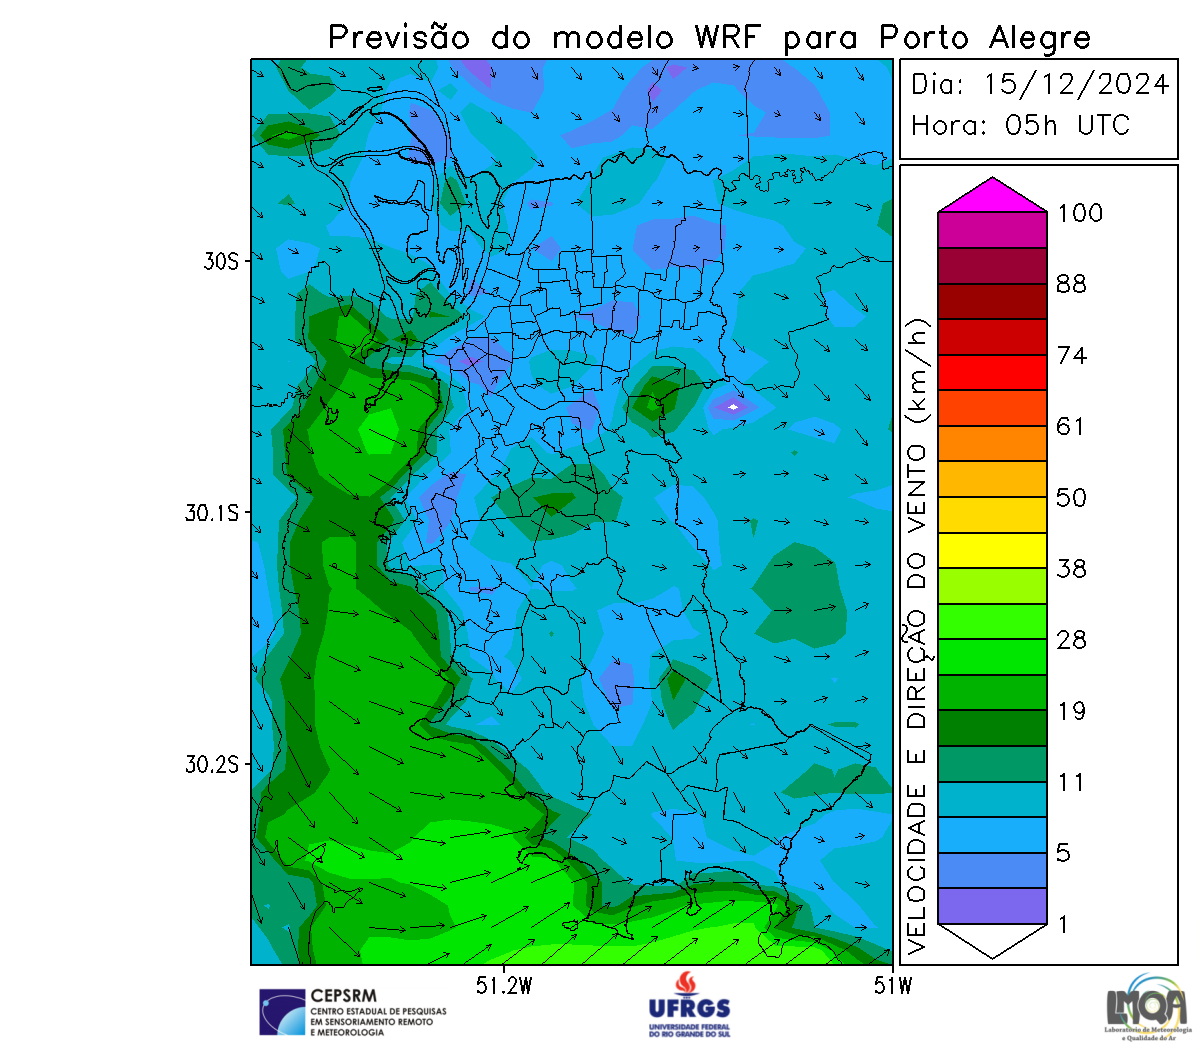 Previsão do modelo WRF para Porto Alegre
Dia: 15/12/2024
Hora: 05h UTC
30S
30.1S
30.2S
51.2W
51W
VELOCIDADE E DIREÇÃO DO VENTO (km/h)
100
88
74
61
50
38
28
19
11
5
1
CEPSRM
CENTRO ESTADUAL DE PESQUISAS
EM SENSORIAMENTO REMOTO
E METEOROLOGIA
UFRGS
UNIVERSIDADE FEDERAL
DO RIO GRANDE DO SUL
LMQA
Laboratório de Meteorologia
e Qualidade do Ar